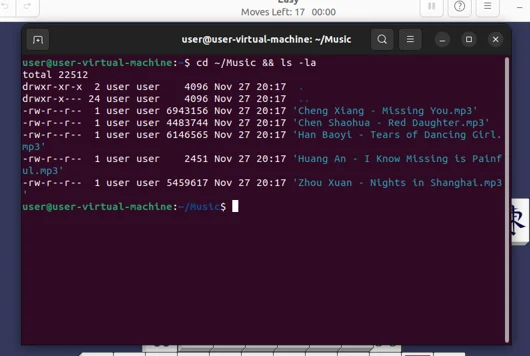 Moves Left: 17 00:00
user@user-virtual-machine: ~/Music
user@user-virtual-machine:~$ cd ~/Music && ls -la
total 22512
drwxr-xr-x  2 user user    4096 Nov 27 20:17 .
drwxr-x--- 24 user user    4096 Nov 27 20:17 ..
-rw-r--r--  1 user user 6943156 Nov 27 20:17 'Cheng Xiang - Missing You.mp3'
-rw-r--r--  1 user user 4483744 Nov 27 20:17 'Chen Shaohua - Red Daughter.mp3'
-rw-r--r--  1 user user 6146565 Nov 27 20:17 'Han Baoyi - Tears of Dancing Girl.
mp3'
-rw-r--r--  1 user user    2451 Nov 27 20:17 'Huang An - I Know Missing is Painf
ul.mp3'
-rw-r--r--  1 user user 5459617 Nov 27 20:17 'Zhou Xuan - Nights in Shanghai.mp3
'
user@user-virtual-machine:~/Music$